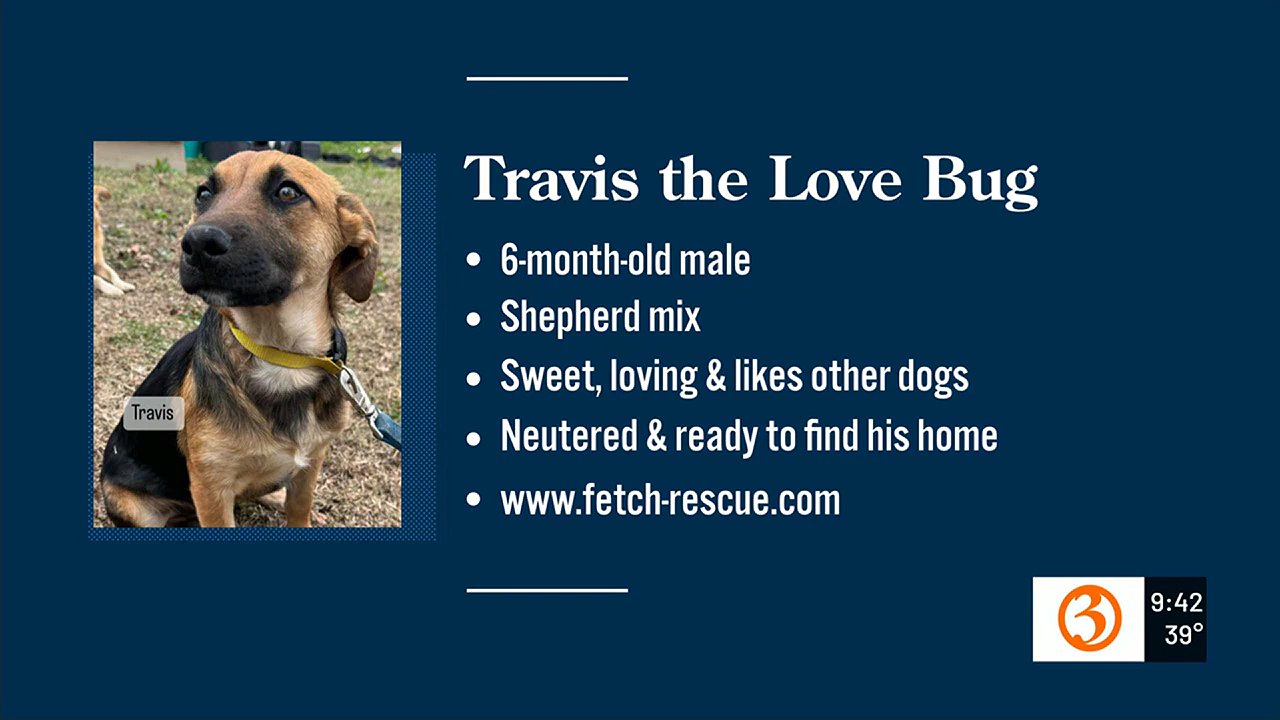 Travis the Love Bug
• 6-month-old male
• Shepherd mix
• Sweet, loving & likes other dogs
• Neutered & ready to find his home
• www.fetch-rescue.com
Travis
3
9:42
39°